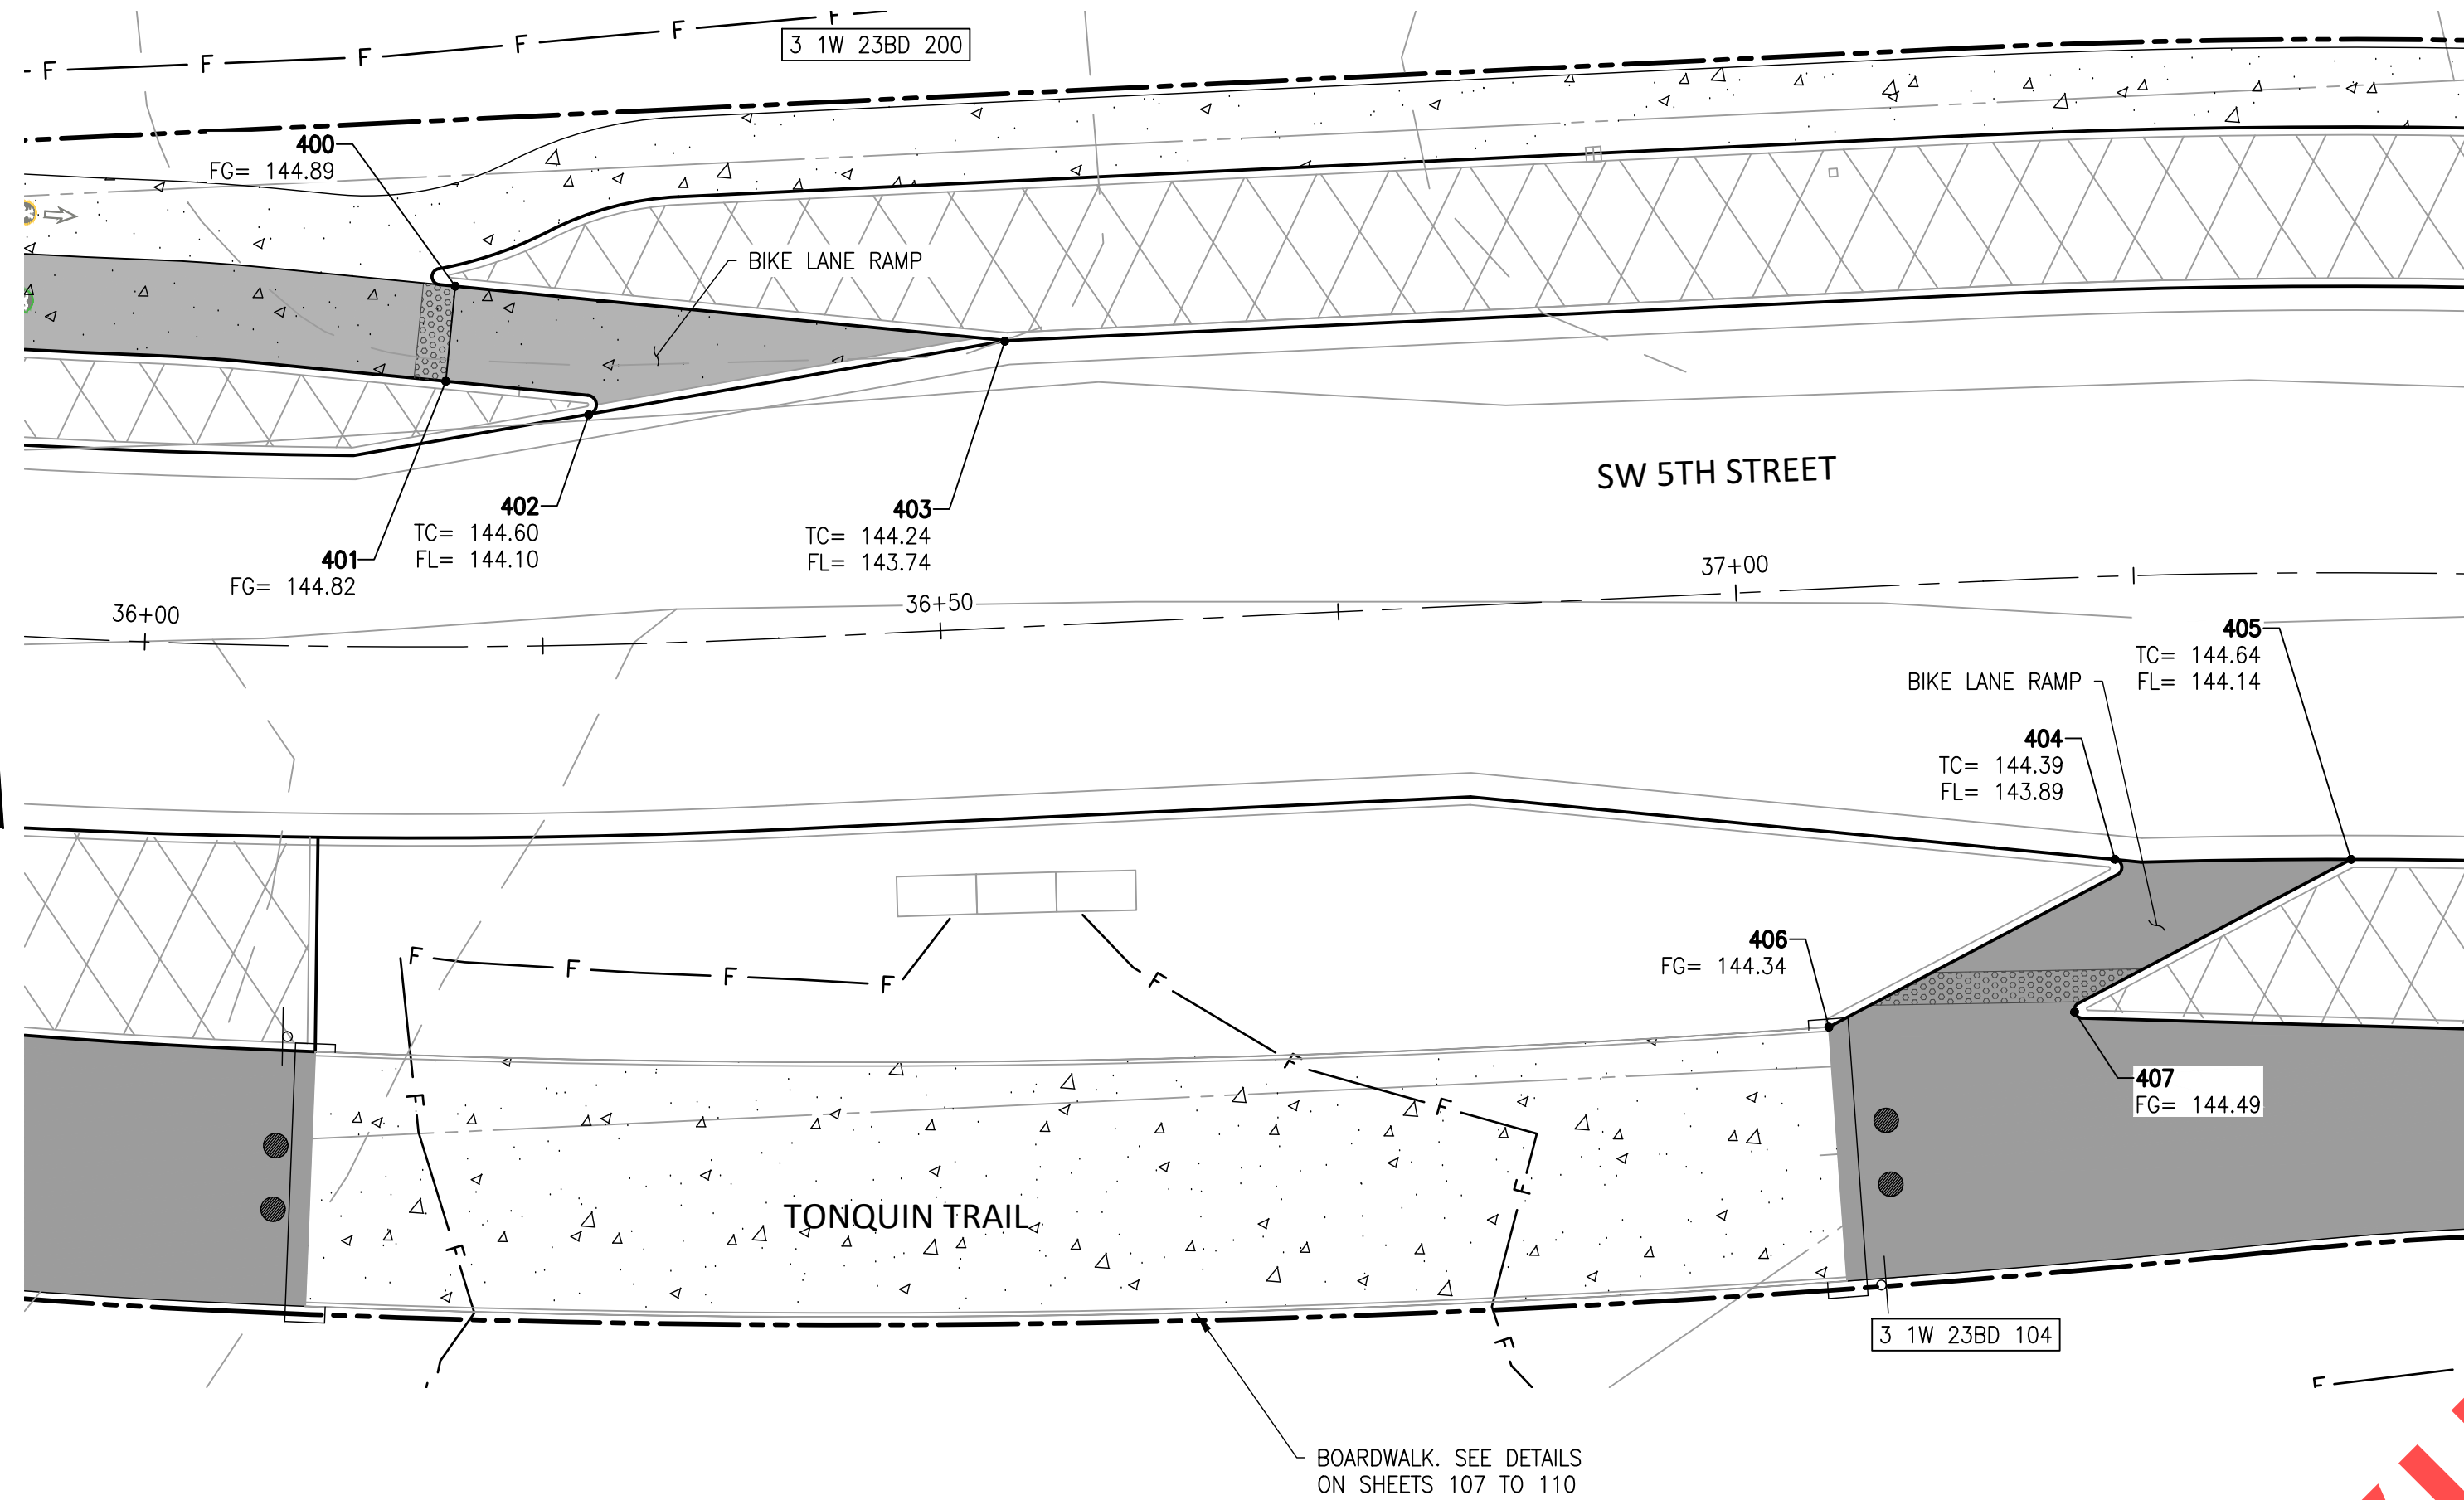 F
3 1W 23BD 200
F F F F F
400
FG= 144.89
BIKE LANE RAMP
SW 5TH STREET
402
TC= 144.60
FL= 144.10
403
TC= 144.24
FL= 143.74
401
FG= 144.82
36+00
36+50
37+00
405
TC= 144.64
FL= 144.14
BIKE LANE RAMP
404
TC= 144.39
FL= 143.89
406
FG= 144.34
F F F F F
F
F
F
407
FG= 144.49
F
TONQUIN TRAIL
F
F
3 1W 23BD 104
F
BOARDWALK. SEE DETAILS
ON SHEETS 107 TO 110